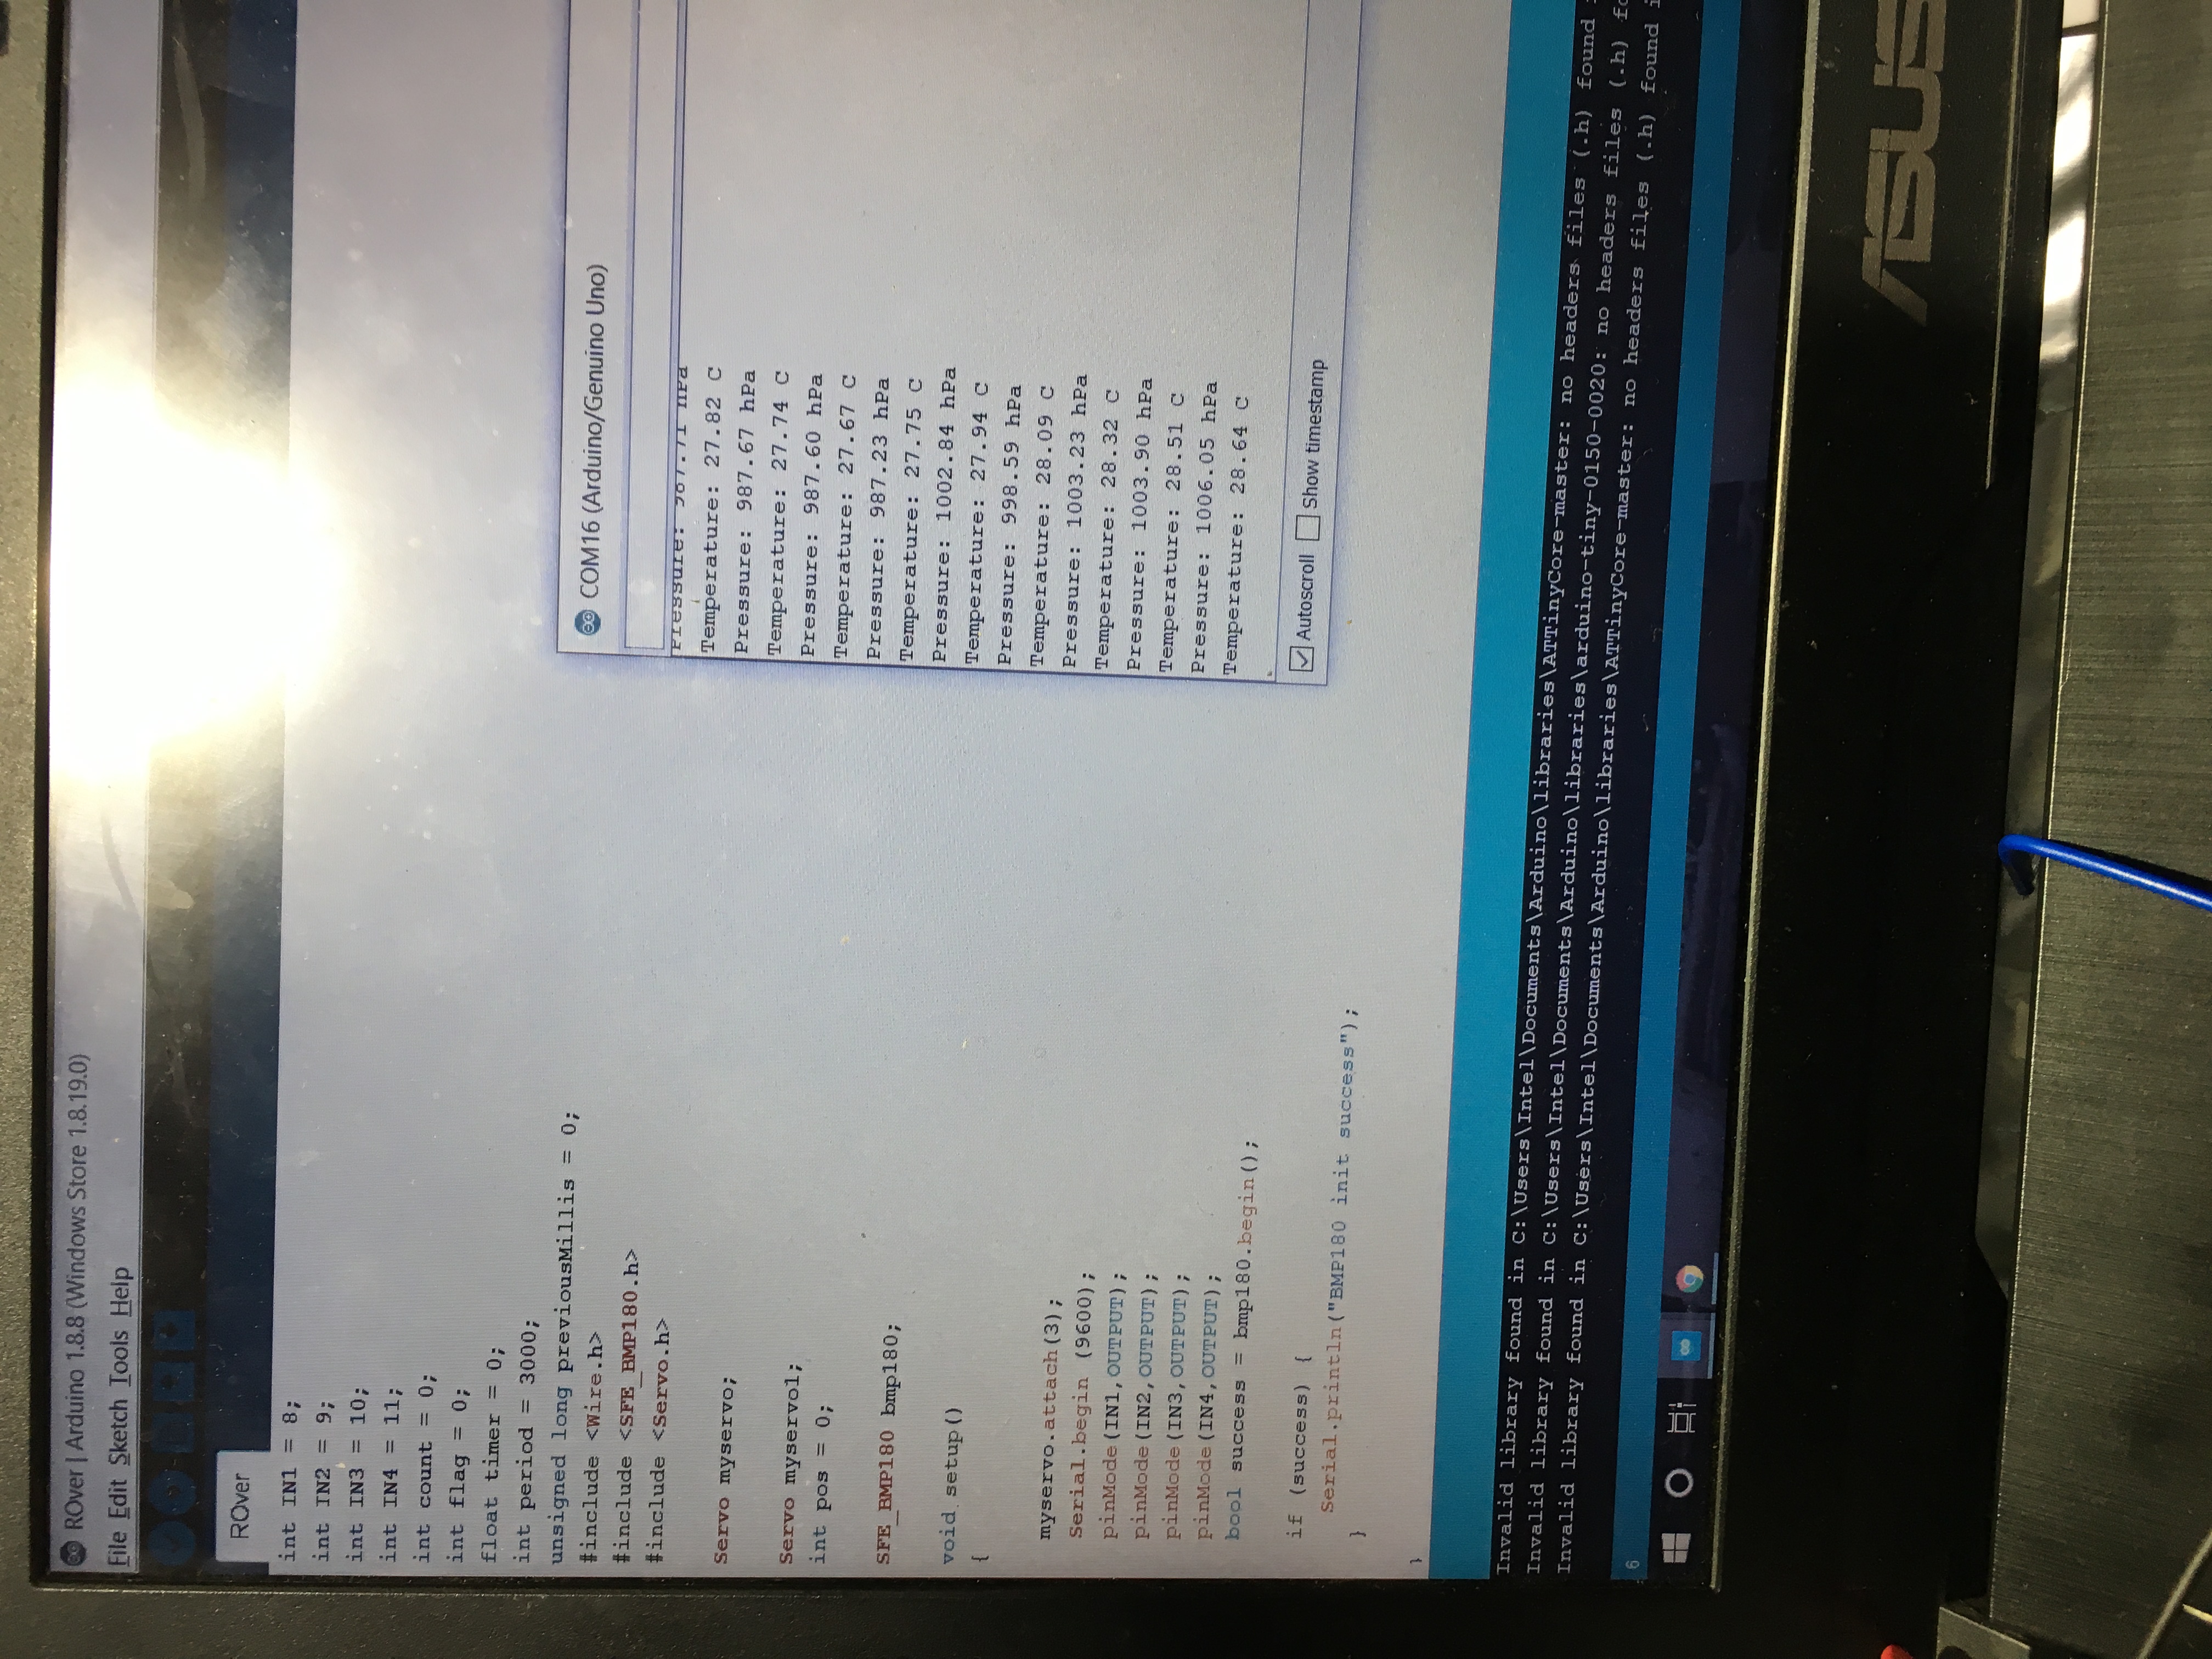 ROver | Arduino 1.8.8 (Windows Store 1.8.19.0)
File Edit Sketch Tools Help
ROver
int IN1 = 8;
int IN2 = 9;
int IN3 = 10;
int IN4 = 11;
int count = 0;
int flag = 0;
float timer = 0;
int period = 3000;
unsigned long previousMillis = 0;
#include <Wire.h>
#include <SFE_BMP180.h>
#include <Servo.h>
Servo myservo;
Servo myservo1;
int pos = 0;
SFE_BMP180 bmp180;
void setup()
{
myservo.attach(3);
Serial.begin (9600);
pinMode(IN1,OUTPUT);
pinMode(IN2,OUTPUT);
pinMode(IN3,OUTPUT);
pinMode(IN4,OUTPUT);
bool success = bmp180.begin();
if (success) {
Serial.println("BMP180 init success");
}
}
COM16 (Arduino/Genuino Uno)
Pressure: 987.71 hPa
Temperature: 27.82 C
Pressure: 987.67 hPa
Temperature: 27.74 C
Pressure: 987.60 hPa
Temperature: 27.67 C
Pressure: 987.23 hPa
Temperature: 27.75 C
Pressure: 1002.84 hPa
Temperature: 27.94 C
Pressure: 998.59 hPa
Temperature: 28.09 C
Pressure: 1003.23 hPa
Temperature: 28.32 C
Pressure: 1003.90 hPa
Temperature: 28.51 C
Pressure: 1006.05 hPa
Temperature: 28.64 C
Autoscroll Show timestamp
Invalid library found in C:\Users\Intel\Documents\Arduino\libraries\ATTinyCore-master: no headers files (.h) found
Invalid library found in C:\Users\Intel\Documents\Arduino\libraries\arduino-tiny-0150-0020: no headers files (.h)
Invalid library found in C:\Users\Intel\Documents\Arduino\libraries\ATTinyCore-master: no headers files (.h) found
6
ASUS